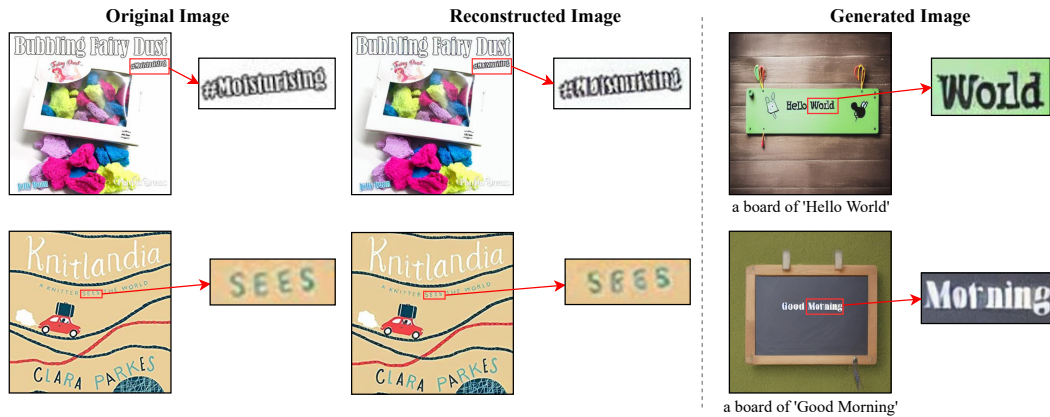 Original Image
Reconstructed Image
Generated Image
Bubbling Fairy Dust
Fairy Dust
#Moisturising
#Moisturising
Bubbling Fairy Dust
Hello World
World
a board of 'Hello World'
Knitlandia
A KNITTER SEES THE WORLD
SEES
CLARA PARKES
Knitlandia
A KNITTER THE WORLD
CLARA PARKES
Good Morning
Morning
a board of 'Good Morning'